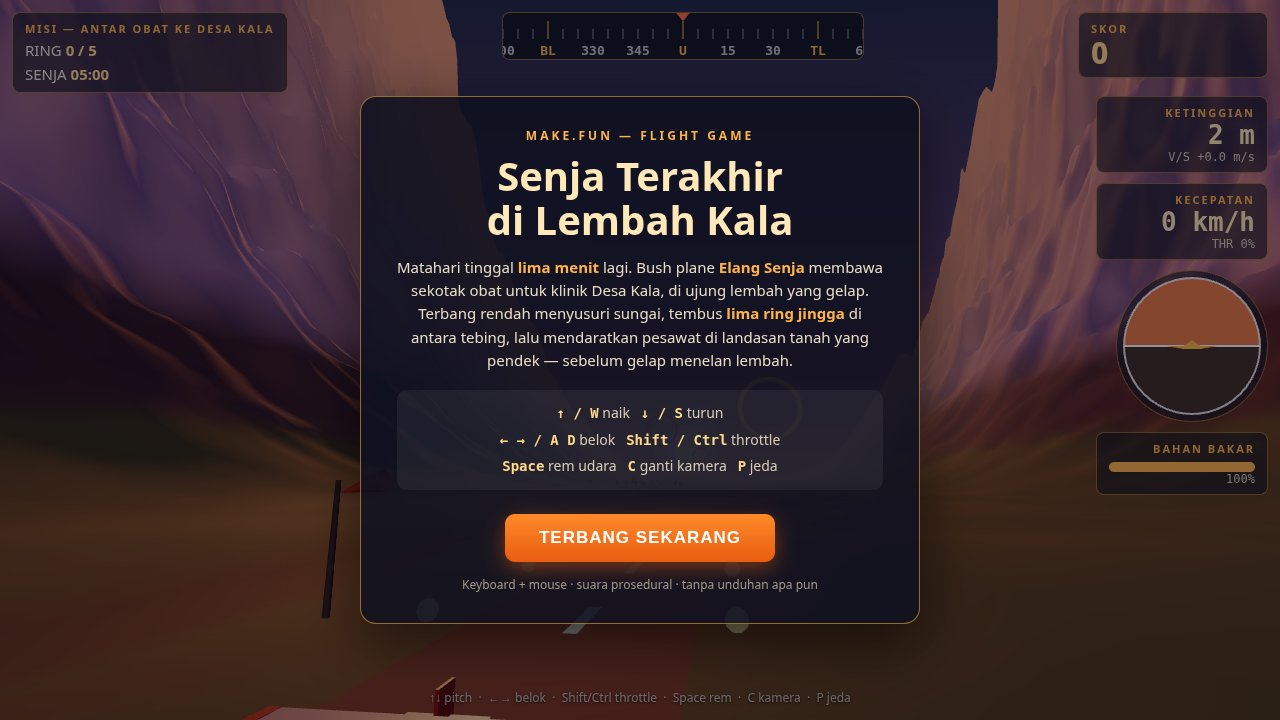 MISI — ANTAR OBAT KE DESA KALA
RING 0 / 5
SENJA 05:00
BL 330 345 U 15 30 TL
SKOR
0
KETINGGIAN
2 m
V/S +0.0 m/s
KECEPATAN
0 km/h
THR 0%
BAHAN BAKAR
100%
MAKE.FUN — FLIGHT GAME
Senja Terakhir
di Lembah Kala
Matahari tinggal lima menit lagi. Bush plane Elang Senja membawa
sekotak obat untuk klinik Desa Kala, di ujung lembah yang gelap.
Terbang rendah menyusuri sungai, tembus lima ring jingga di
antara tebing, lalu mendaratkan pesawat di landasan tanah yang
pendek — sebelum gelap menelan lembah.
↑ / W naik ↓ / S turun
← → / A D belok Shift / Ctrl throttle
Space rem udara C ganti kamera P jeda
TERBANG SEKARANG
Keyboard + mouse · suara prosedural · tanpa unduhan apa pun
↑↓ pitch · ←→ belok · Shift/Ctrl throttle · Space rem · C kamera · P jeda